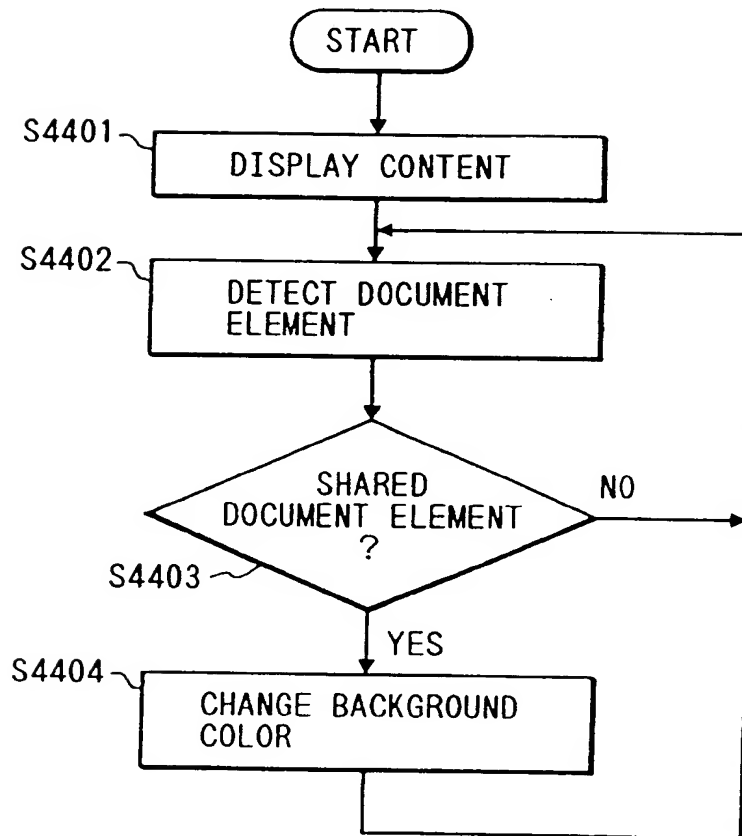 START
S4401
DISPLAY CONTENT
S4402
DETECT DOCUMENT
ELEMENT
SHARED
DOCUMENT ELEMENT
?
NO
S4403
YES
S4404
CHANGE BACKGROUND
COLOR